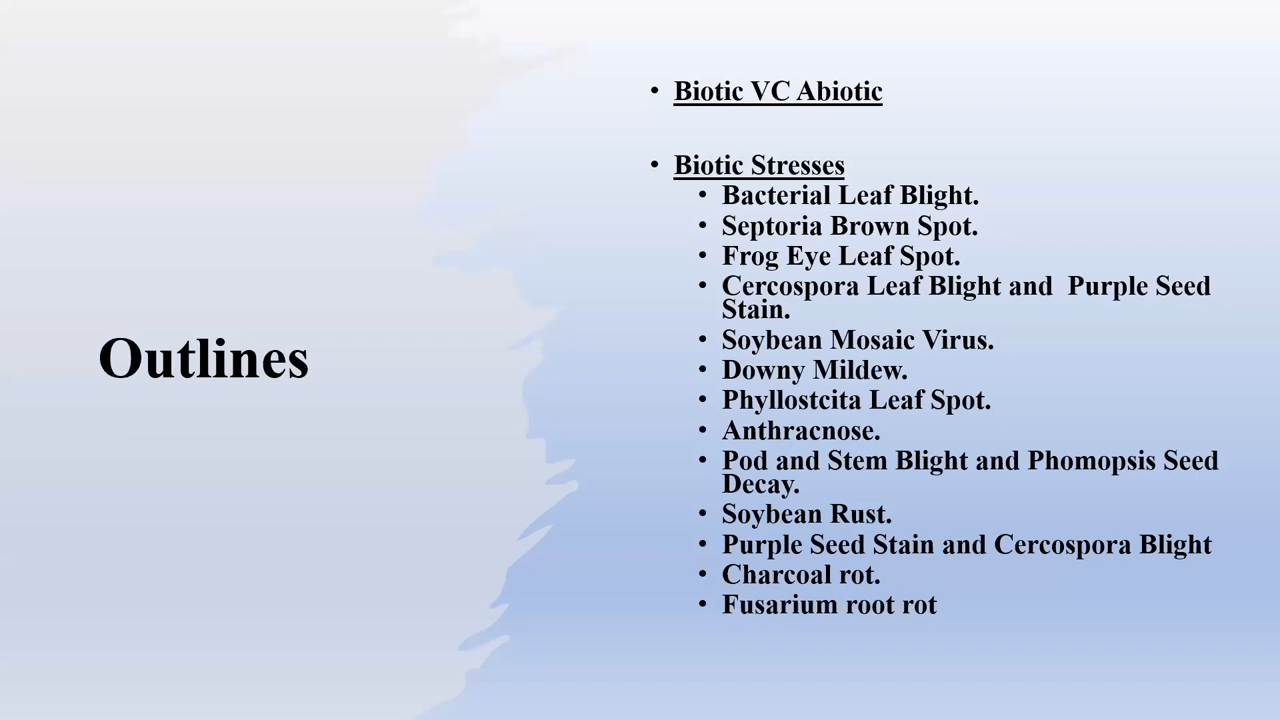 Outlines
• Biotic VC Abiotic
• Biotic Stresses
• Bacterial Leaf Blight.
• Septoria Brown Spot.
• Frog Eye Leaf Spot.
• Cercospora Leaf Blight and  Purple Seed
Stain.
• Soybean Mosaic Virus.
• Downy Mildew.
• Phyllostcita Leaf Spot.
• Anthracnose.
• Pod and Stem Blight and Phomopsis Seed
Decay.
• Soybean Rust.
• Purple Seed Stain and Cercospora Blight
• Charcoal rot.
• Fusarium root rot